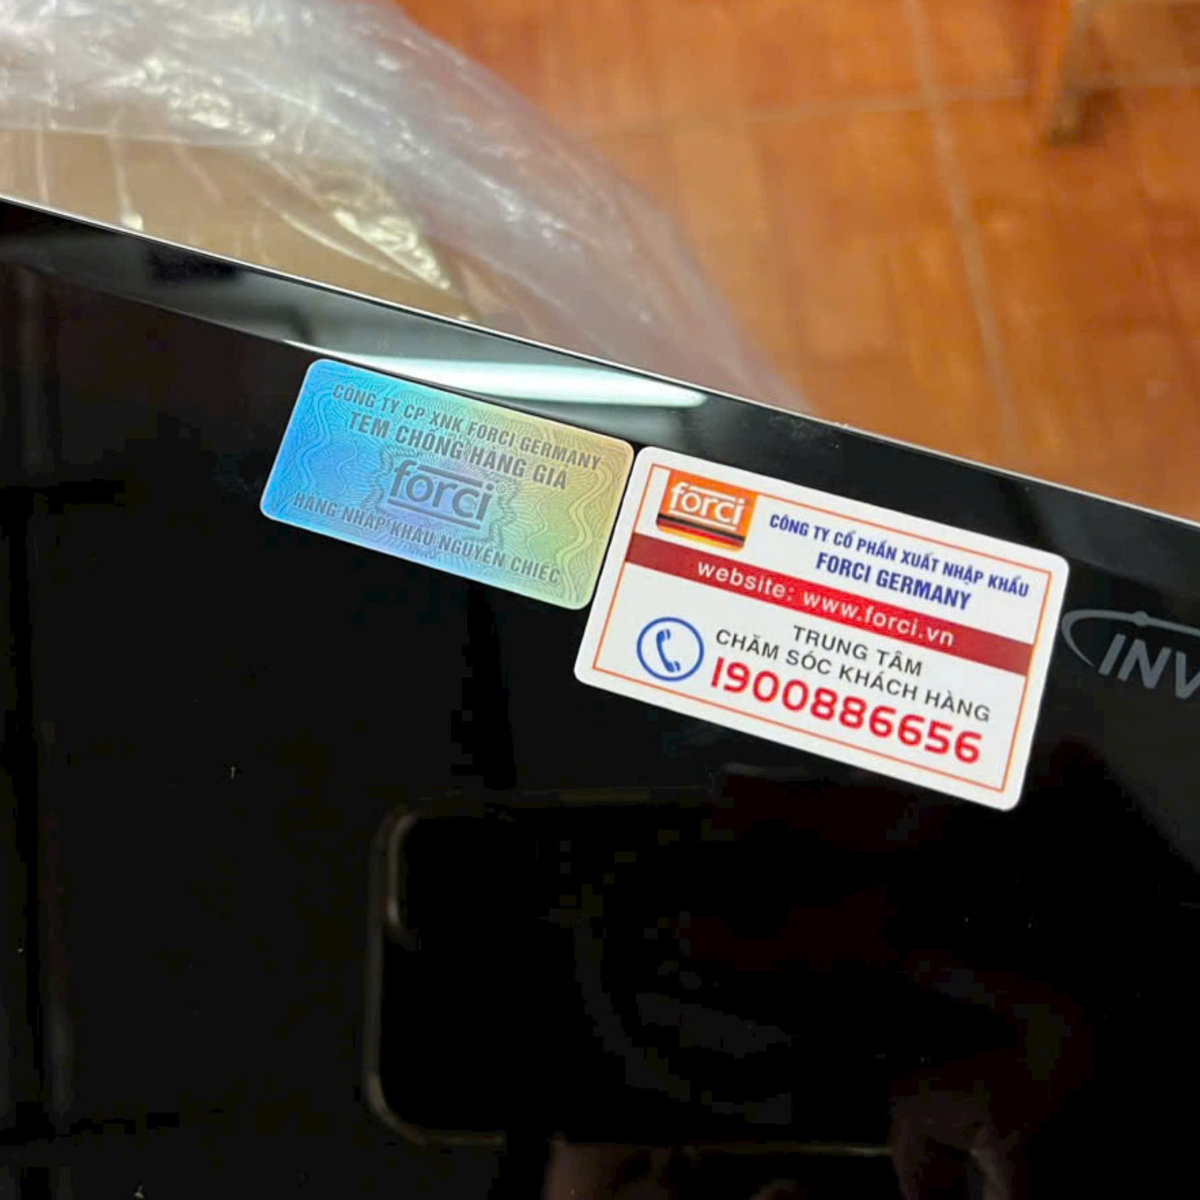 CÔNG TY CP XNK FORCI GERMANY
TEM CHỐNG HÀNG GIẢ
forci
HÀNG NHẬP KHẨU NGUYÊN CHIẾC
forci
CÔNG TY CỔ PHẦN XUẤT NHẬP KHẨU
FORCI GERMANY
website: www.forci.vn
TRUNG TÂM
CHĂM SÓC KHÁCH HÀNG
1900886656
INV